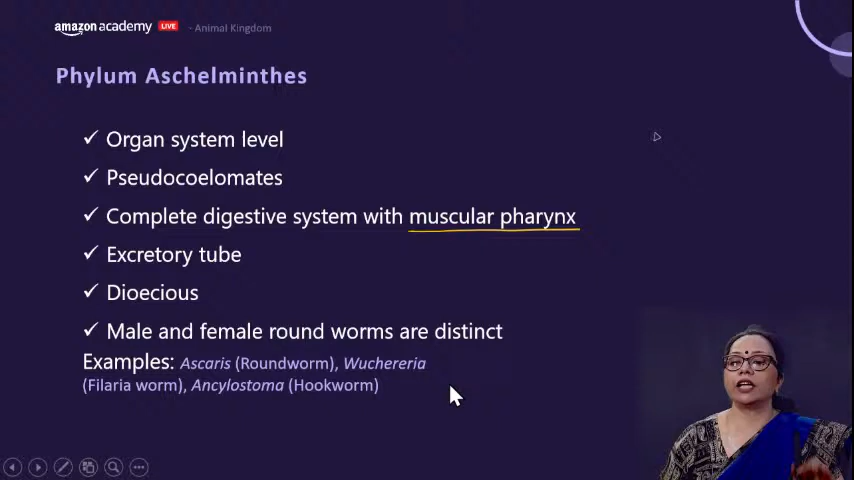 amazon academy LIVE - Animal Kingdom
Phylum Aschelminthes
✓ Organ system level
✓ Pseudocoelomates
✓ Complete digestive system with muscular pharynx
✓ Excretory tube
✓ Dioecious
✓ Male and female round worms are distinct
Examples: Ascaris (Roundworm), Wuchereria
(Filaria worm), Ancylostoma (Hookworm)